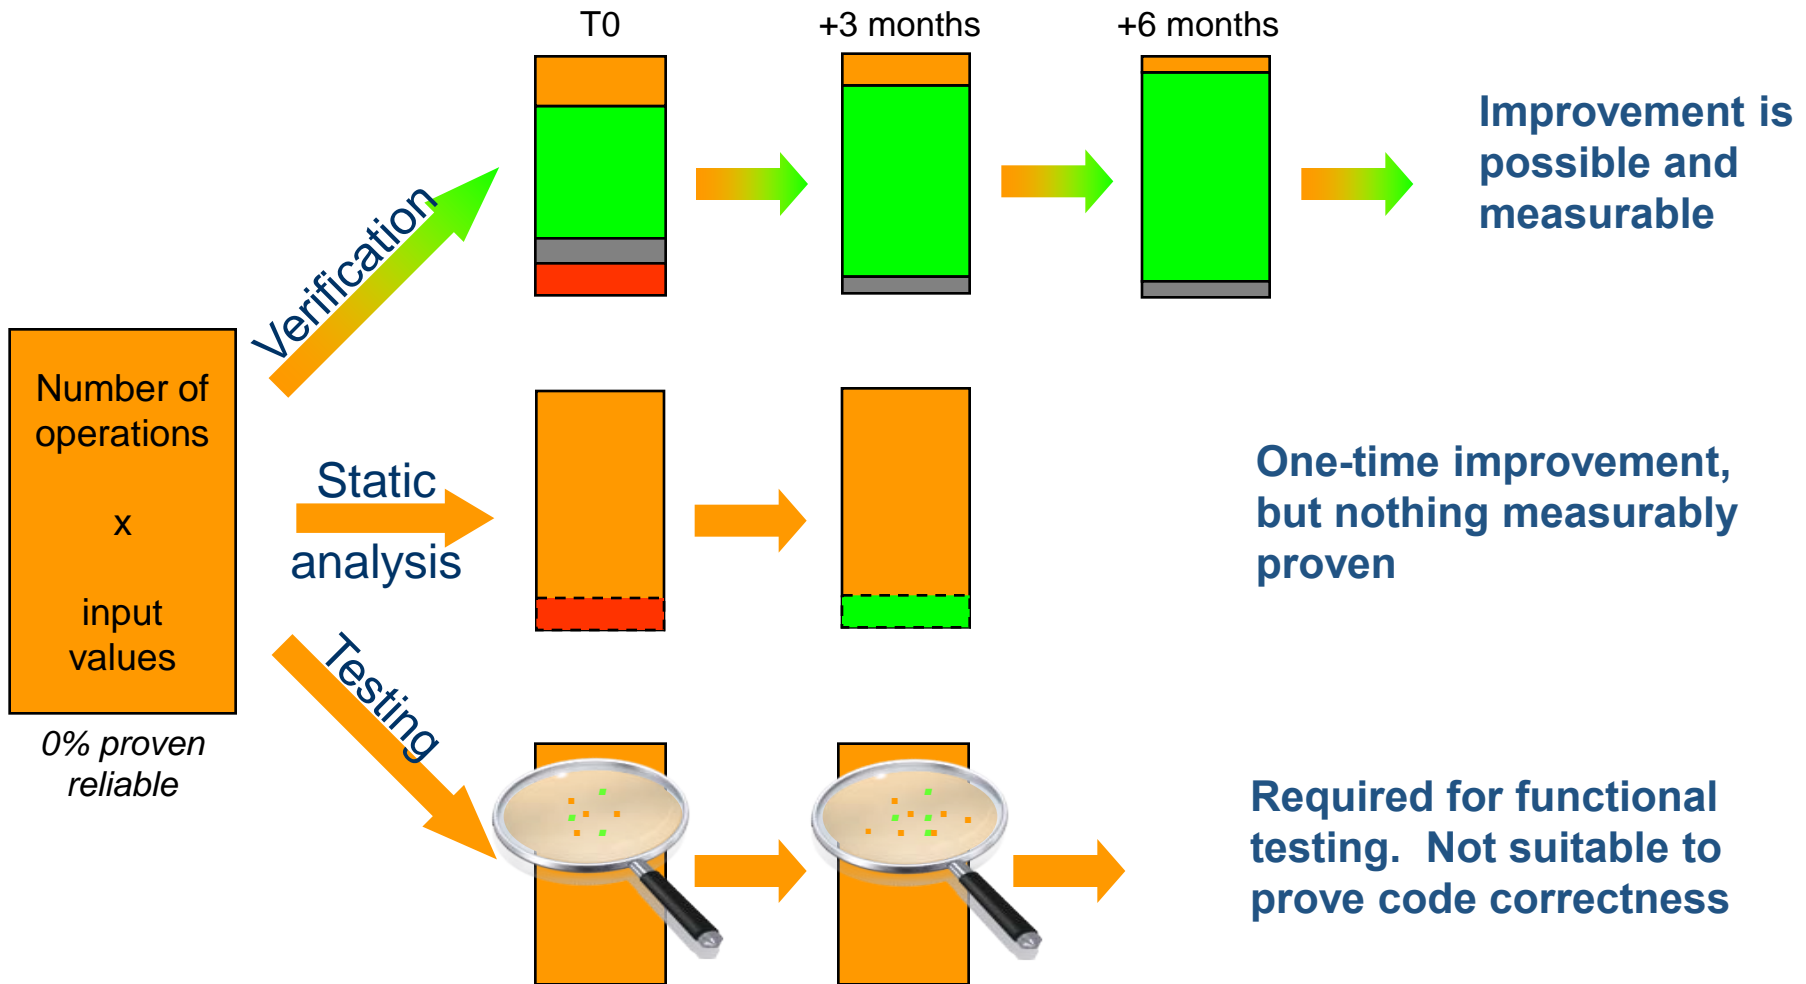 T0
+3 months
+6 months
Improvement is
possible and
measurable
Verification
Number of
operations
x
input
values
0% proven
reliable
Static
analysis
One-time improvement,
but nothing measurably
proven
Testing
Required for functional
testing.  Not suitable to
prove code correctness